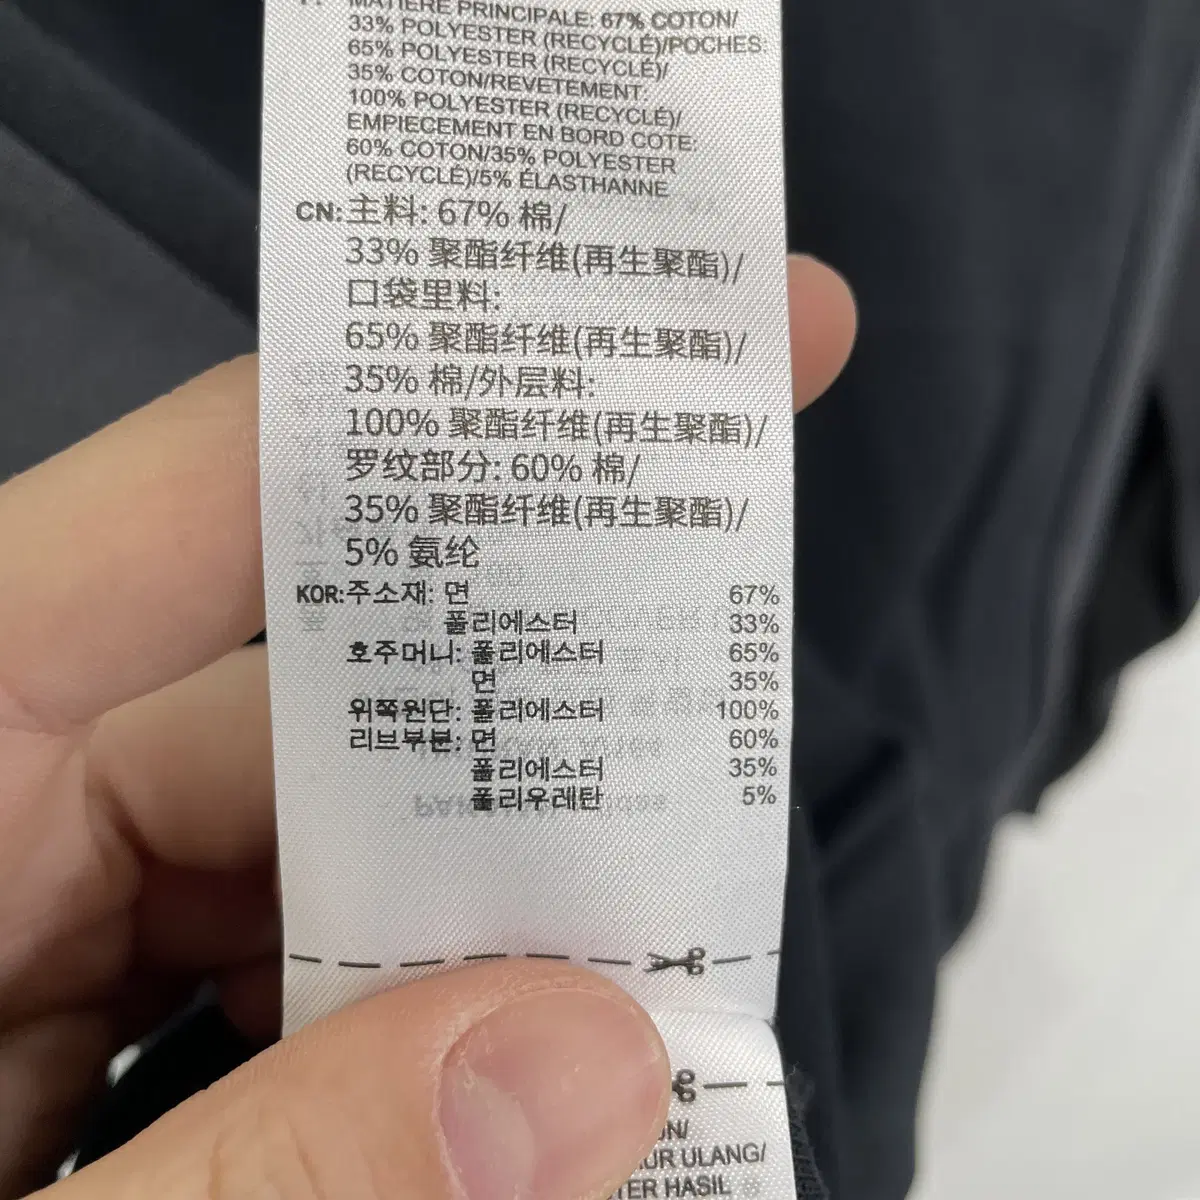 MATIÈRE PRINCIPALE: 67% COTON/
33% POLYESTER (RECYCLÉ)/POCHES:
65% POLYESTER (RECYCLÉ)/
35% COTON/REVETEMENT:
100% POLYESTER (RECYCLÉ)/
EMPIECEMENT EN BORD COTE:
60% COTON/35% POLYESTER
(RECYCLÉ)/5% ÉLASTHANNE
CN: 主料: 67% 棉/
33% 聚酯纤维(再生聚酯)/
口袋里料:
65% 聚酯纤维(再生聚酯)/
35% 棉/外层料:
100% 聚酯纤维(再生聚酯)/
罗纹部分: 60% 棉/
35% 聚酯纤维(再生聚酯)/
5% 氨纶
KOR: 주소재: 면 67%
폴리에스터 33%
호주머니: 폴리에스터 65%
면 35%
위쪽원단: 폴리에스터 100%
리브부분: 면 60%
폴리에스터 35%
폴리우레탄 5%
ULANG/
HASIL